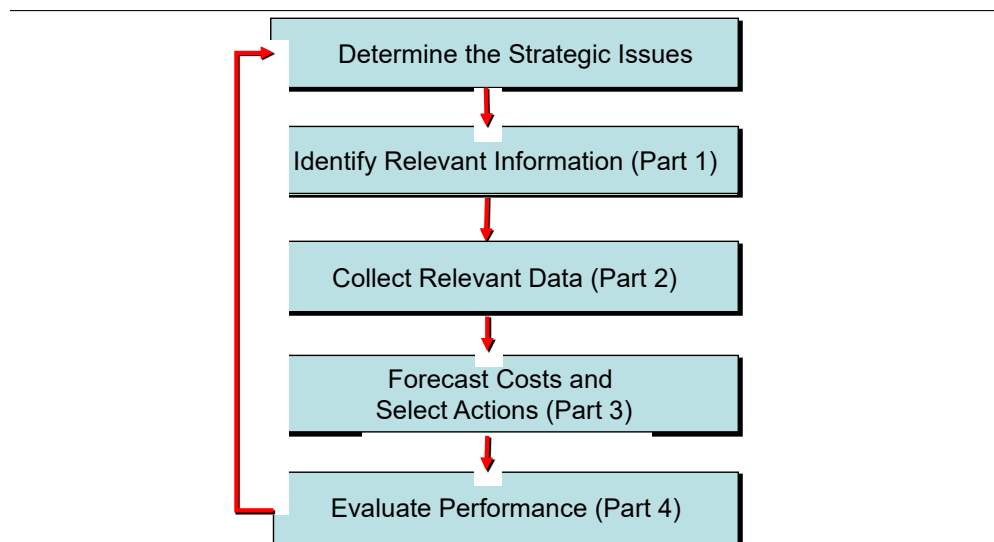 Determine the Strategic Issues
Identify Relevant Information (Part 1)
Collect Relevant Data (Part 2)
Forecast Costs and
Select Actions (Part 3)
Evaluate Performance (Part 4)